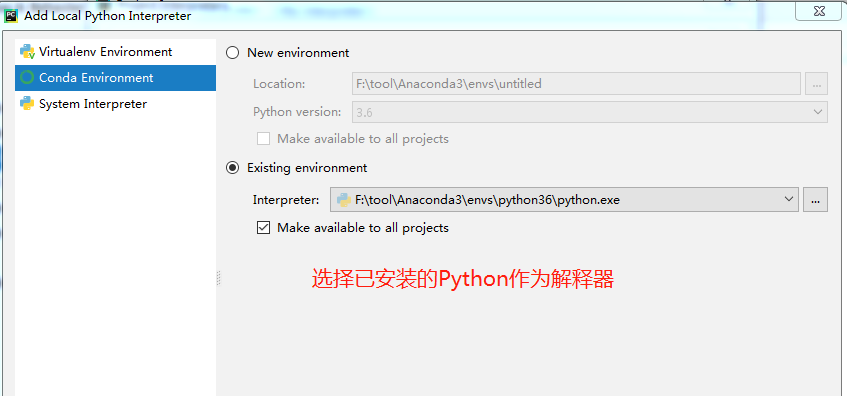 Add Local Python Interpreter
Virtualenv Environment
Conda Environment
System Interpreter
New environment
Location: F:\tool\Anaconda3\envs\untitled ...
Python version: 3.6
Make available to all projects
Existing environment
Interpreter: F:\tool\Anaconda3\envs\python36\python.exe ...
Make available to all projects
选择已安装的Python作为解释器